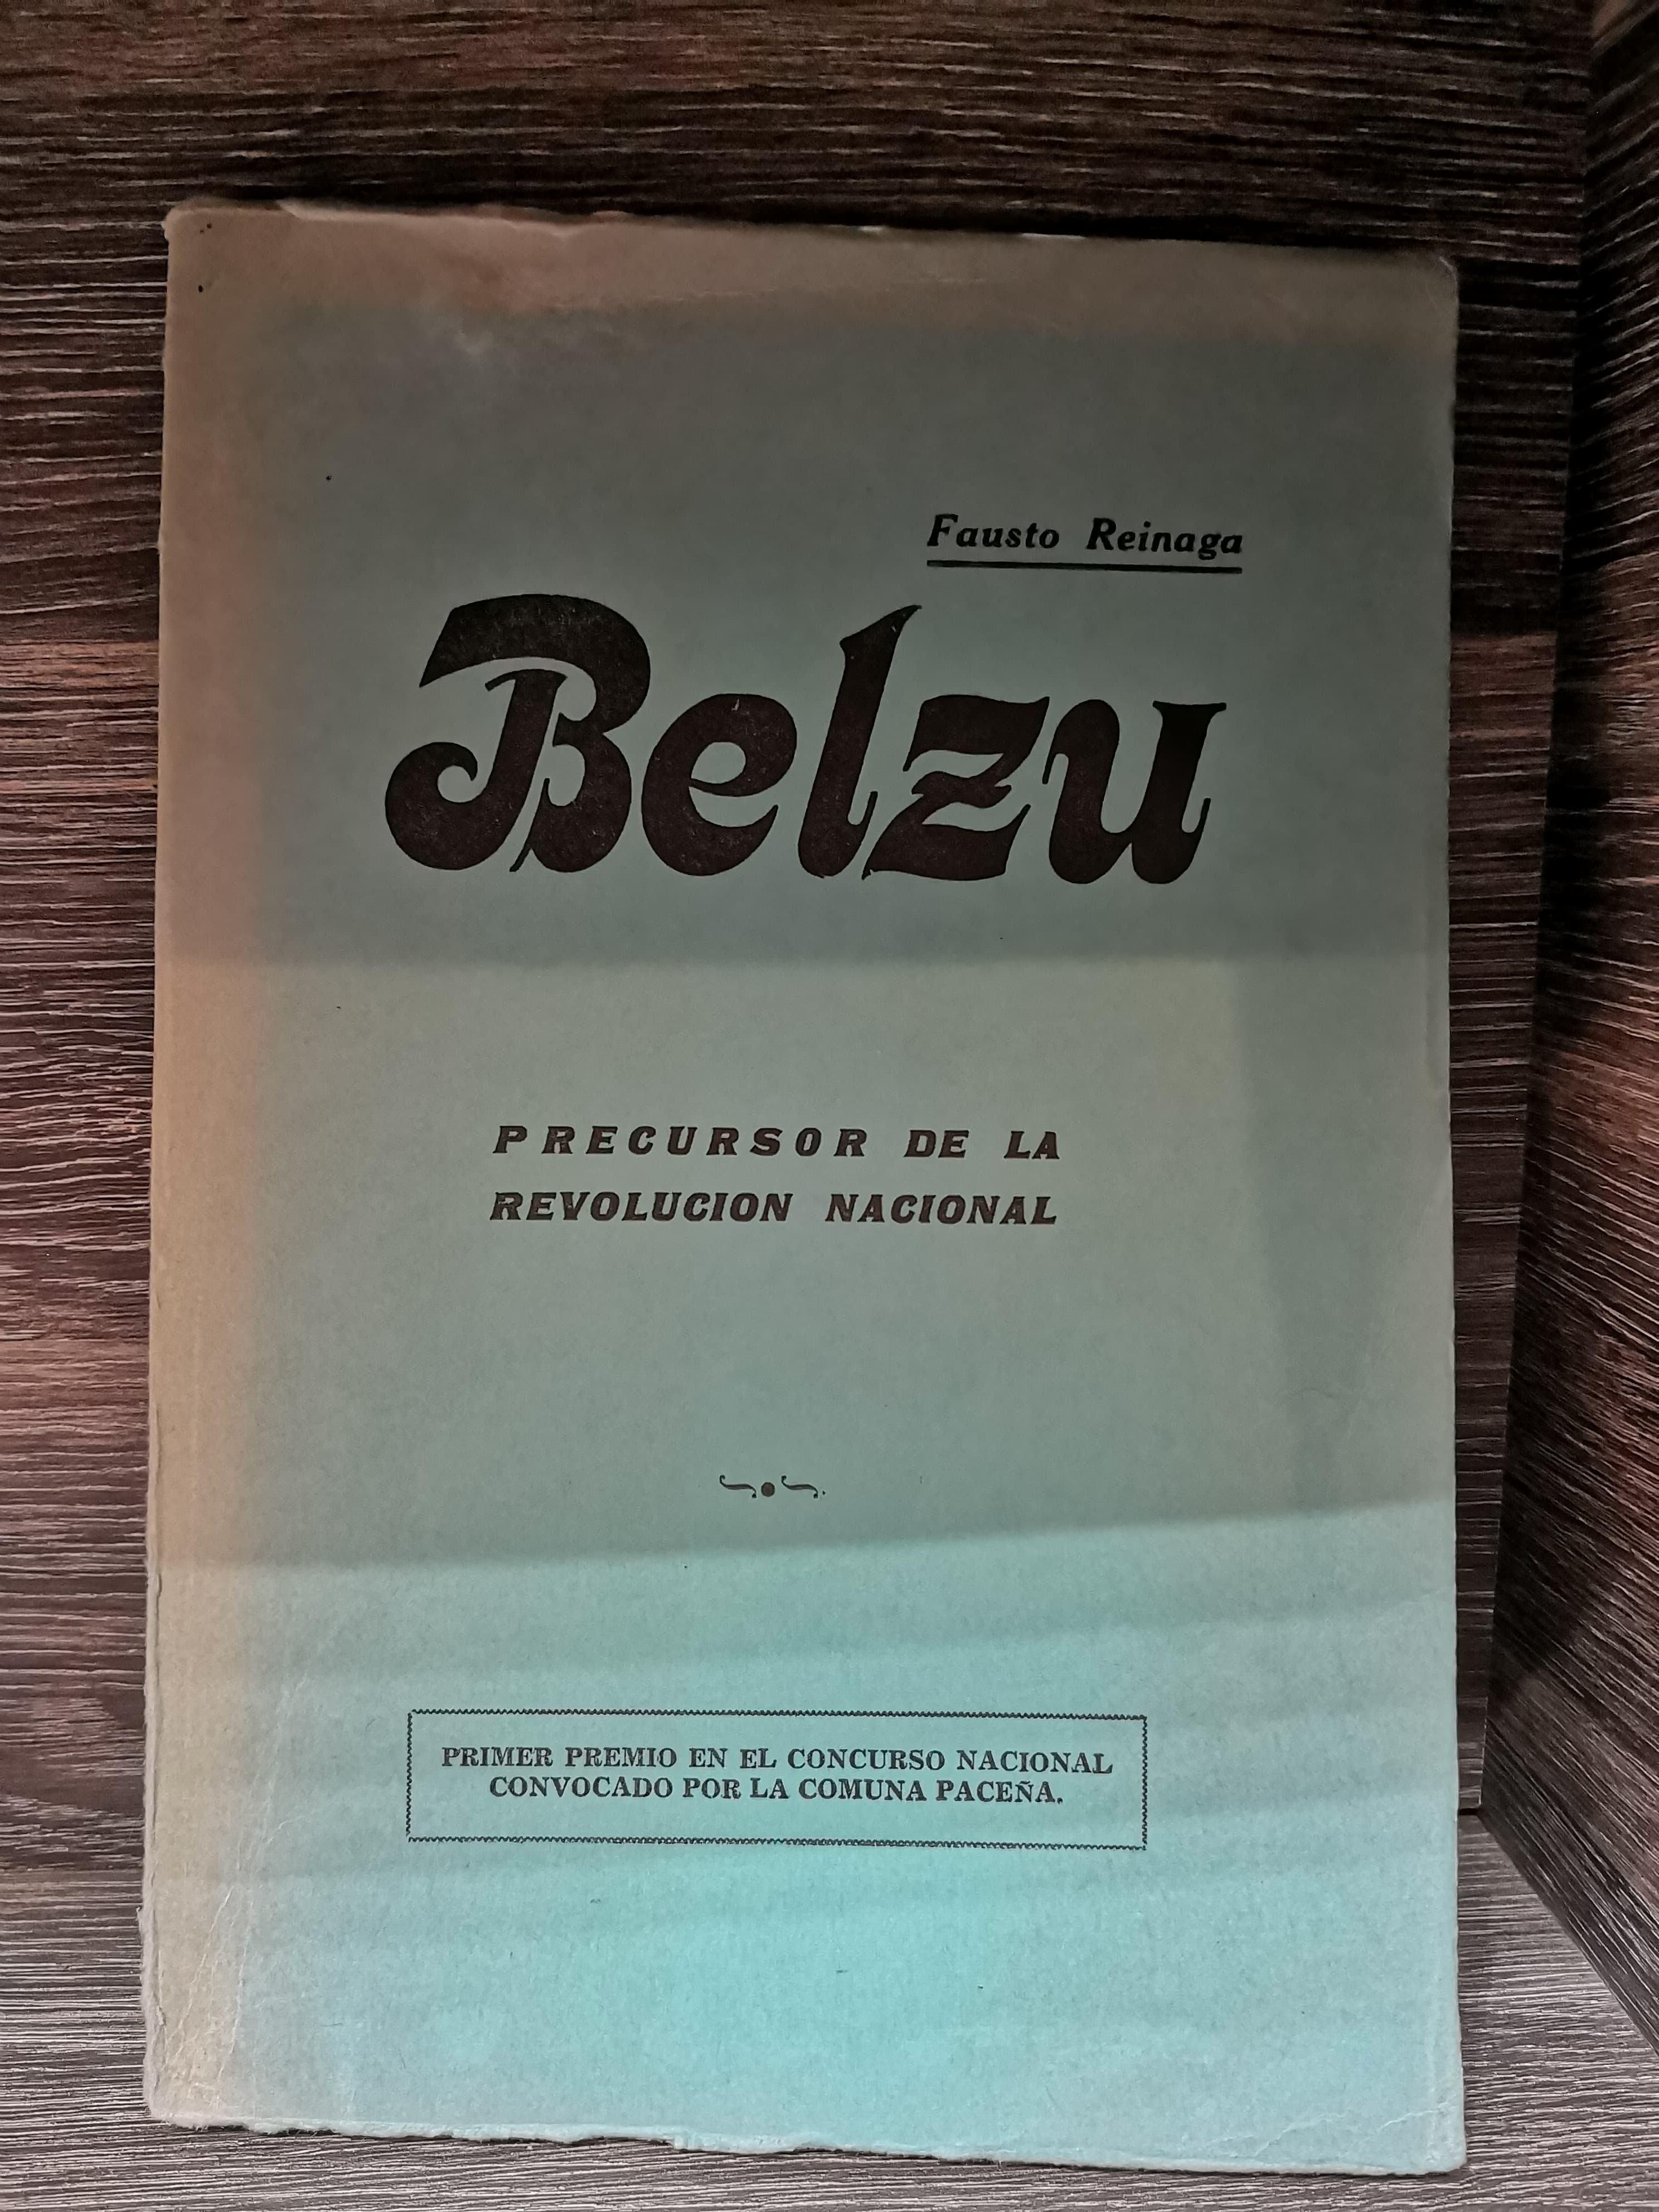 Fausto Reinaga
Belzu
PRECURSOR DE LA
REVOLUCION NACIONAL
PRIMER PREMIO EN EL CONCURSO NACIONAL
CONVOCADO POR LA COMUNA PACEÑA.